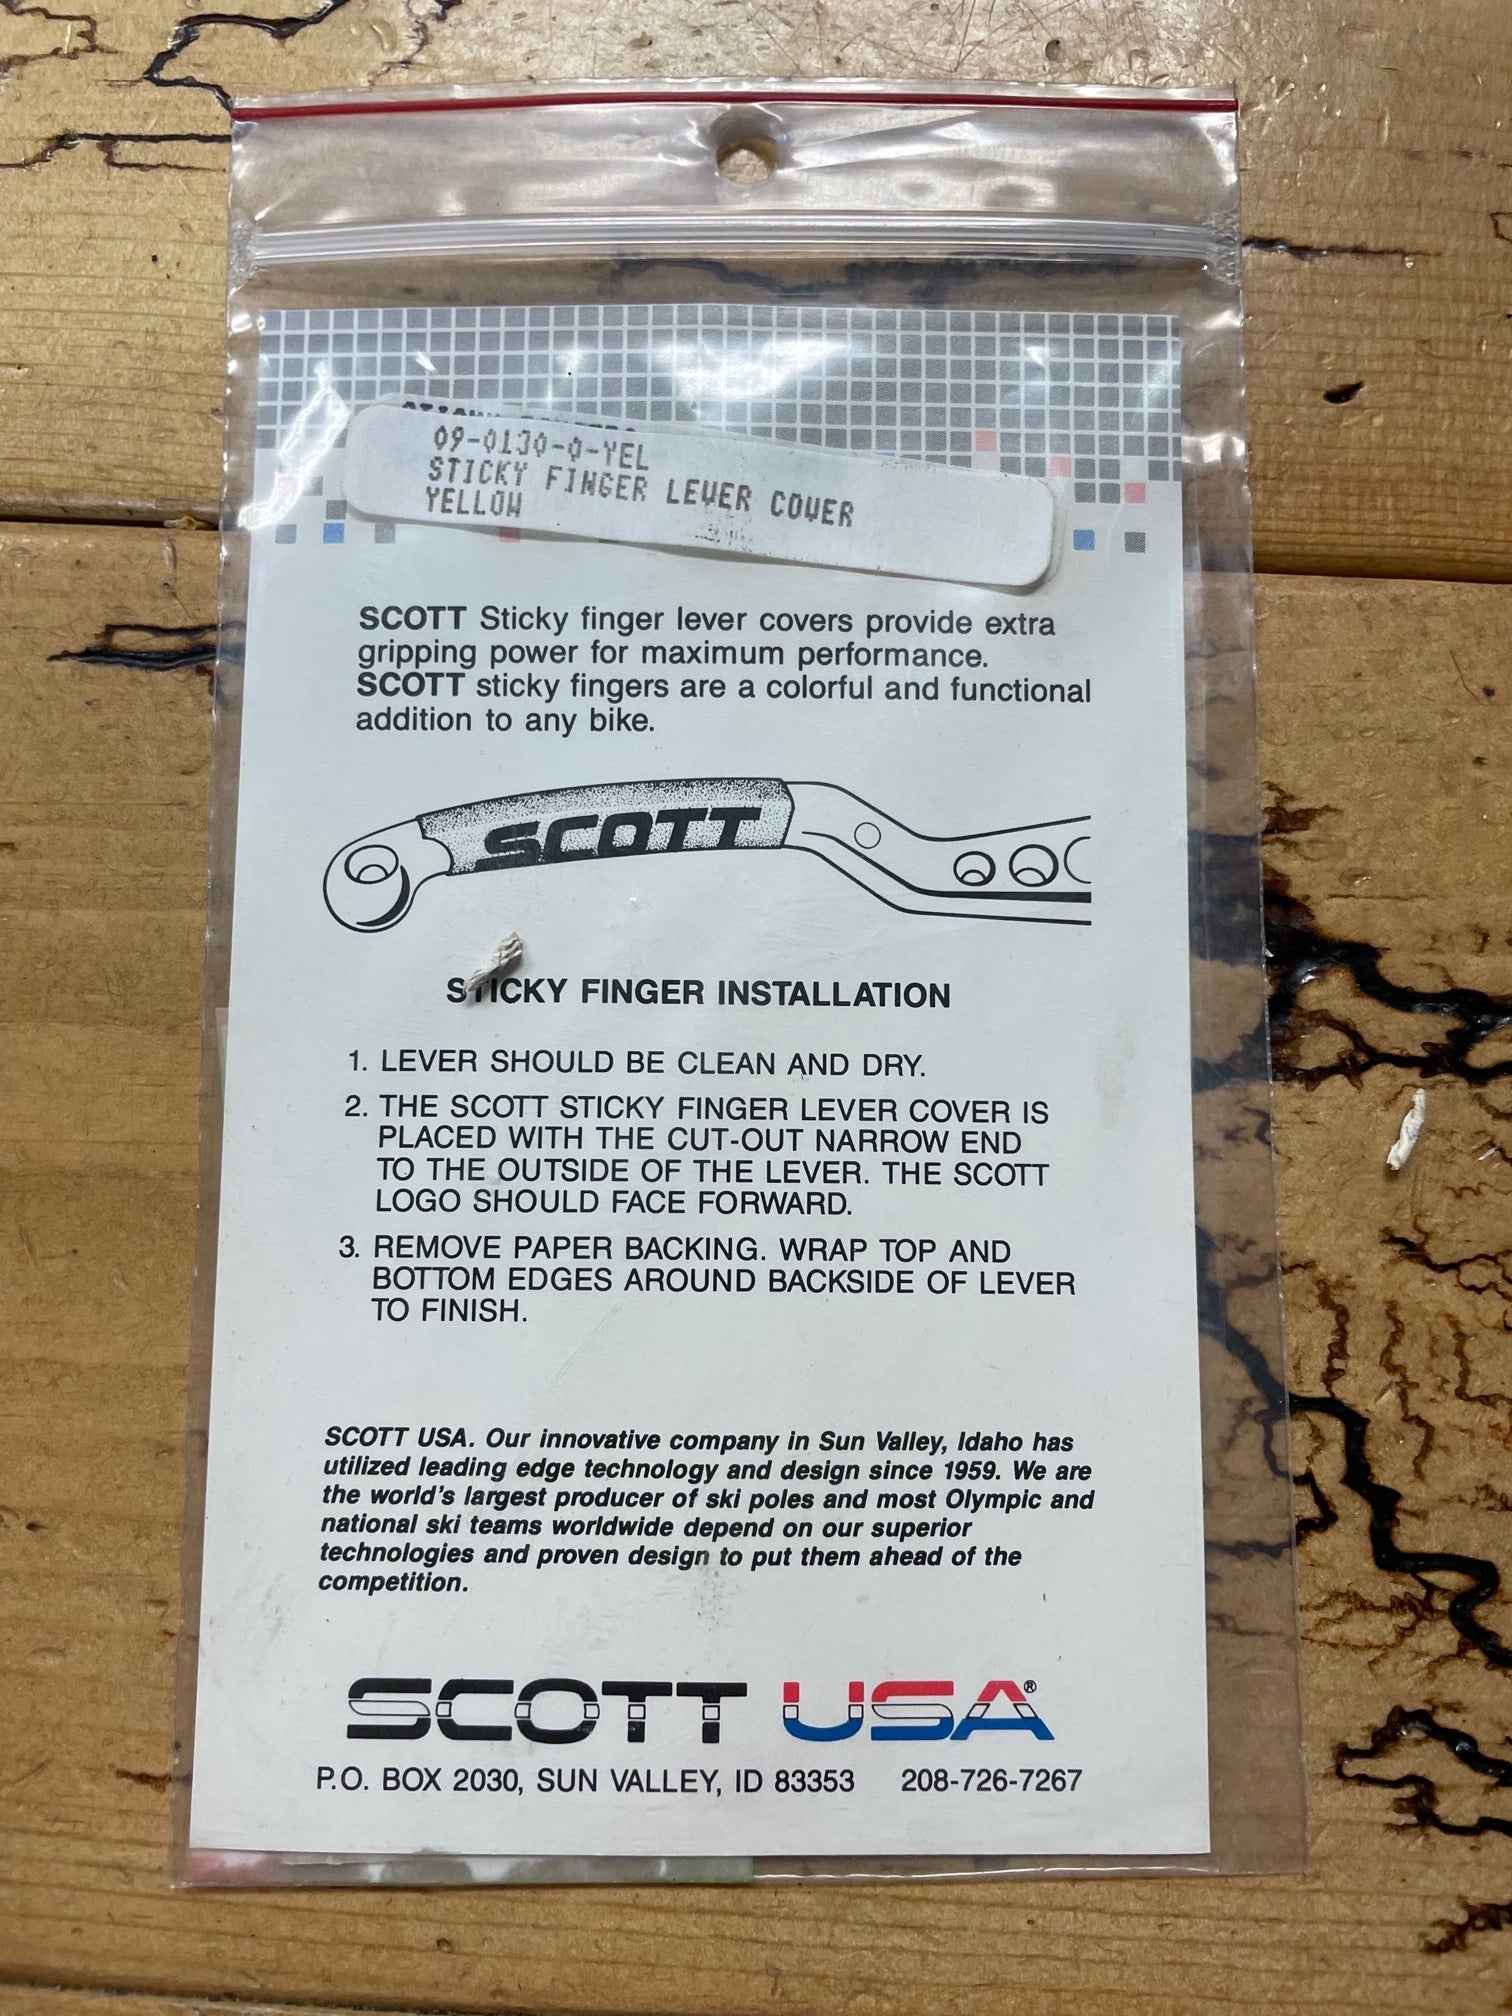 09-0130-0-YEL
STICKY FINGER LEVER COVER
YELLOW
SCOTT Sticky finger lever covers provide extra
gripping power for maximum performance.
SCOTT sticky fingers are a colorful and functional
addition to any bike.
SCOTT
STICKY FINGER INSTALLATION
1. LEVER SHOULD BE CLEAN AND DRY.
2. THE SCOTT STICKY FINGER LEVER COVER IS
PLACED WITH THE CUT-OUT NARROW END
TO THE OUTSIDE OF THE LEVER. THE SCOTT
LOGO SHOULD FACE FORWARD.
3. REMOVE PAPER BACKING. WRAP TOP AND
BOTTOM EDGES AROUND BACKSIDE OF LEVER
TO FINISH.
SCOTT USA. Our innovative company in Sun Valley, Idaho has
utilized leading edge technology and design since 1959. We are
the world's largest producer of ski poles and most Olympic and
national ski teams worldwide depend on our superior
technologies and proven design to put them ahead of the
competition.
SCOTT USA®
P.O. BOX 2030, SUN VALLEY, ID 83353 208-726-7267